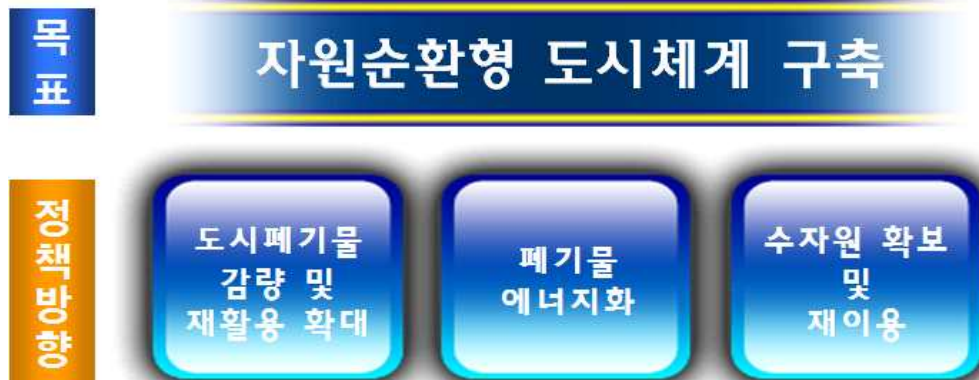 목표
자원순환형 도시체계 구축
정책방향
도시폐기물
감량 및
재활용 확대
폐기물
에너지화
수자원 확보
및
재이용